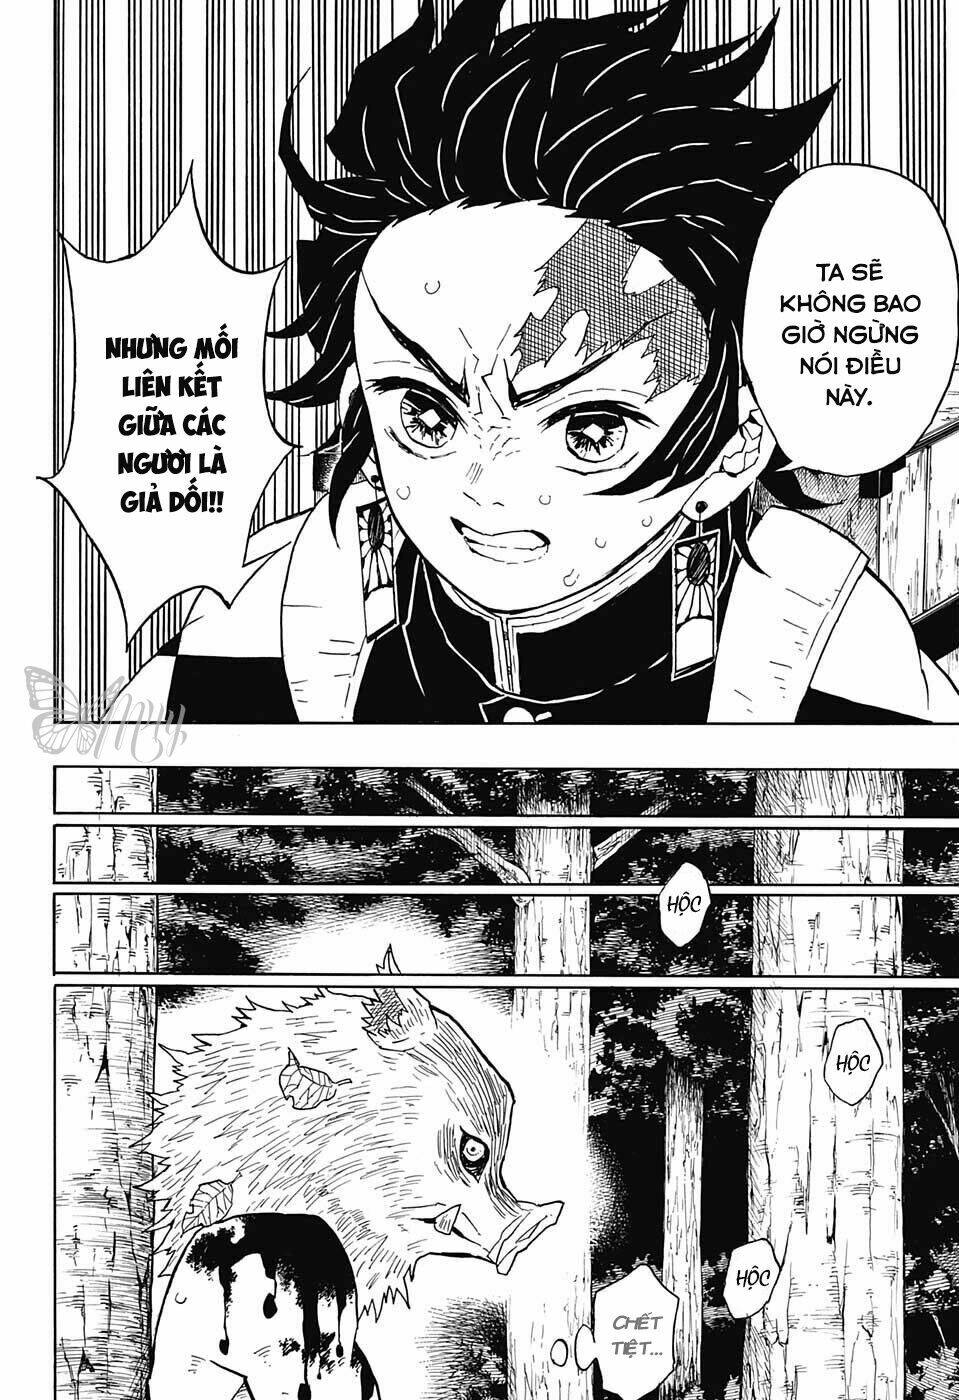 TA SẼ
KHÔNG BAO
GIỜ NGỪNG
NÓI ĐIỀU
NÀY.
NHƯNG MỐI
LIÊN KẾT
GIỮA CÁC
NGƯƠI LÀ
GIẢ DỐI!!
HỘC
HỘC
HỘC
CHẾT
TIỆT...